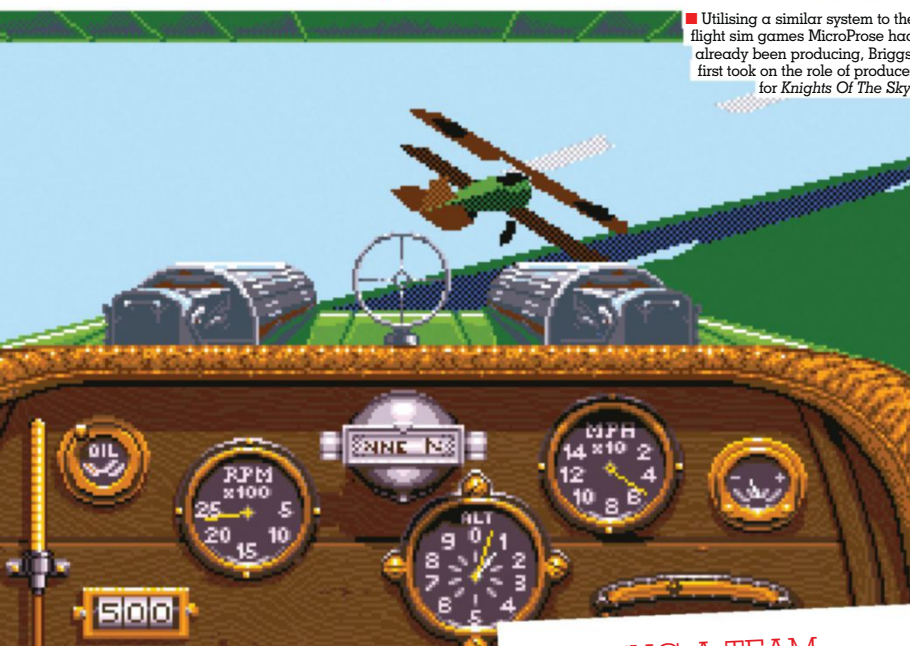 Utilising a similar system to the
flight sim games MicroProse had
already been producing, Briggs
first took on the role of produce
for Knights Of The Sky
OIL
RPM
x100
25 5
20 10
15
NNE N
MPH
14 x10 2
12 4
10 6
8
- +
ALT
9 0 1
8 2
7 3
6 4
5
500
A TEAM